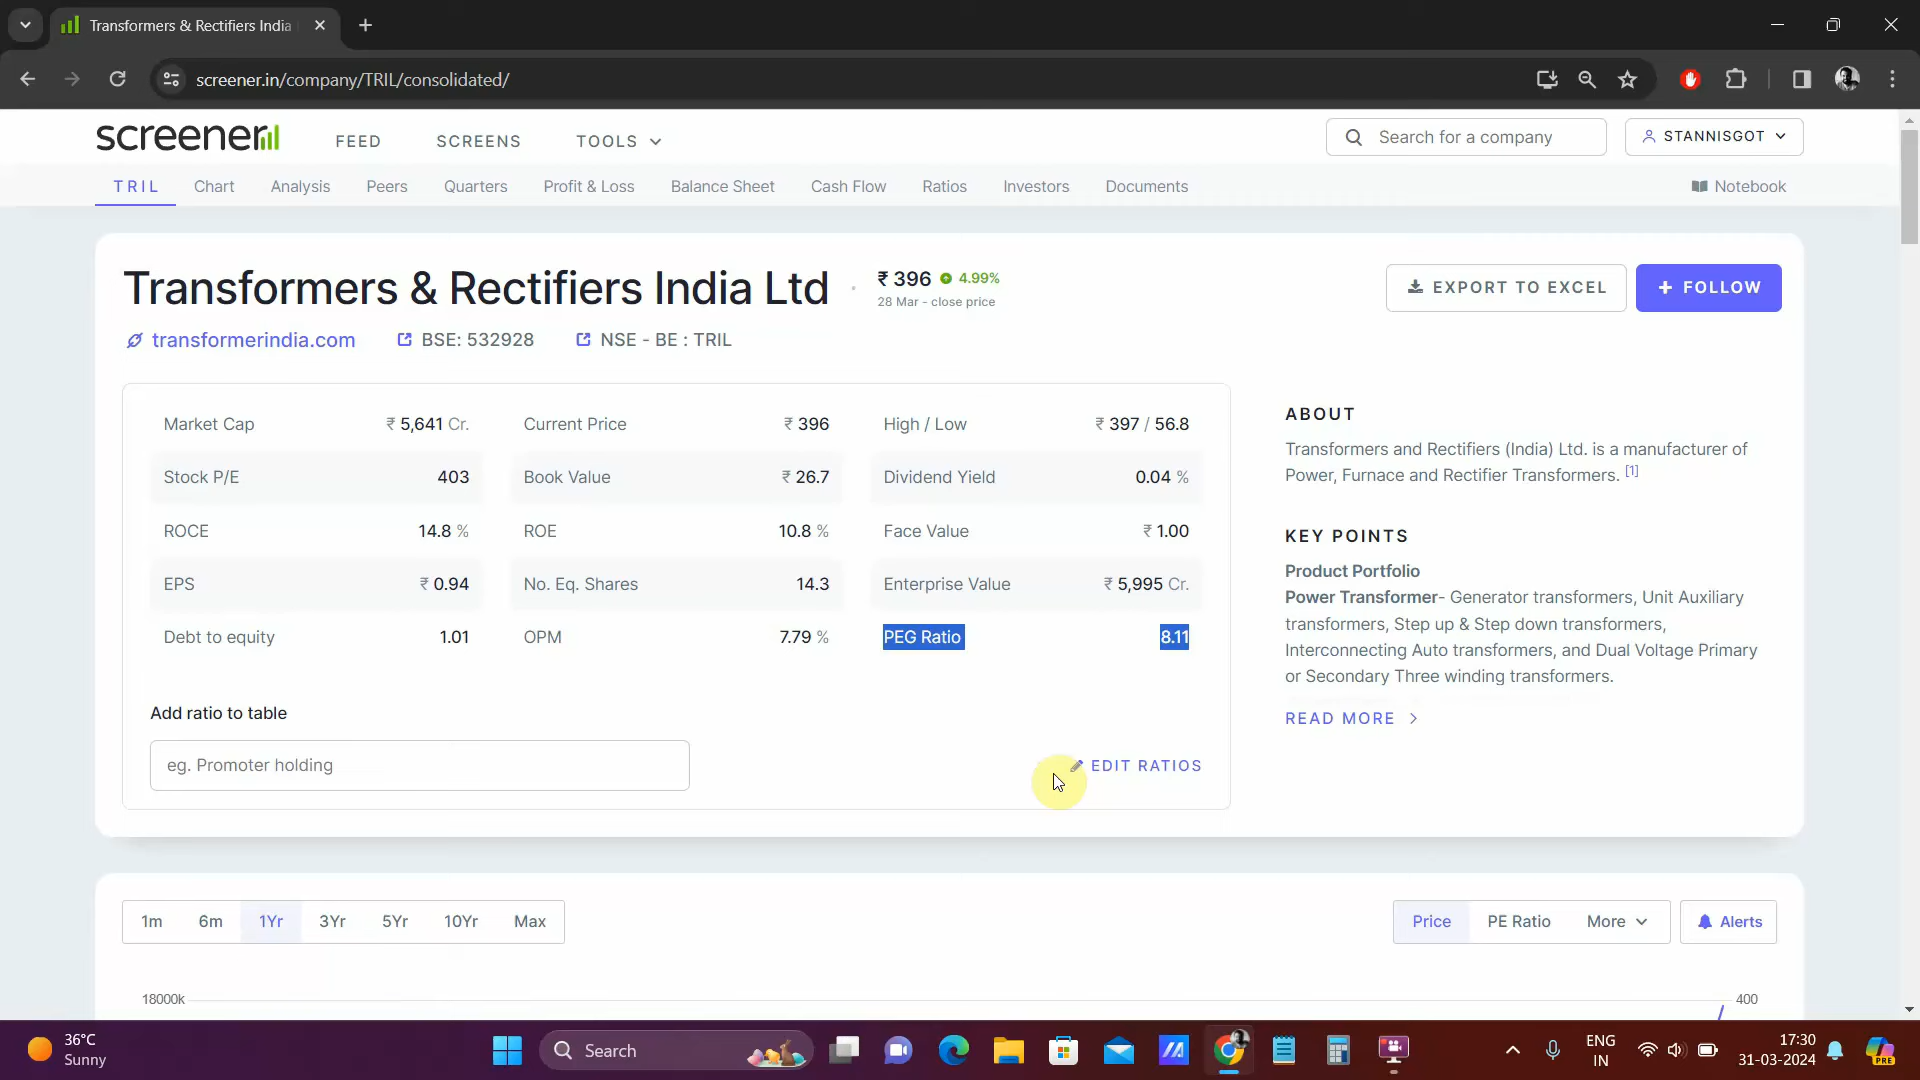 Transformers & Rectifiers India
screener.in/company/TRIL/consolidated/
screener
FEED
SCREENS
TOOLS
Search for a company
STANNISGOT
TRIL
Chart
Analysis
Peers
Quarters
Profit & Loss
Balance Sheet
Cash Flow
Ratios
Investors
Documents
Notebook
Transformers & Rectifiers India Ltd
₹ 396 4.99%
28 Mar - close price
EXPORT TO EXCEL
+ FOLLOW
transformerindia.com
BSE: 532928
NSE - BE : TRIL
Market Cap ₹ 5,641 Cr.
Current Price ₹ 396
High / Low ₹ 397 / 56.8
Stock P/E 403
Book Value ₹ 26.7
Dividend Yield 0.04 %
ROCE 14.8 %
ROE 10.8 %
Face Value ₹ 1.00
EPS ₹ 0.94
No. Eq. Shares 14.3
Enterprise Value ₹ 5,995 Cr.
Debt to equity 1.01
OPM 7.79 %
PEG Ratio 8.11
Add ratio to table
eg. Promoter holding
EDIT RATIOS
ABOUT
Transformers and Rectifiers (India) Ltd. is a manufacturer of
Power, Furnace and Rectifier Transformers. [1]
KEY POINTS
Product Portfolio
Power Transformer- Generator transformers, Unit Auxiliary
transformers, Step up & Step down transformers,
Interconnecting Auto transformers, and Dual Voltage Primary
or Secondary Three winding transformers.
READ MORE
1m
6m
1Yr
3Yr
5Yr
10Yr
Max
Price
PE Ratio
More
Alerts
18000k
400
36°C
Sunny
Search
ENG
IN
17:30
31-03-2024
PRE